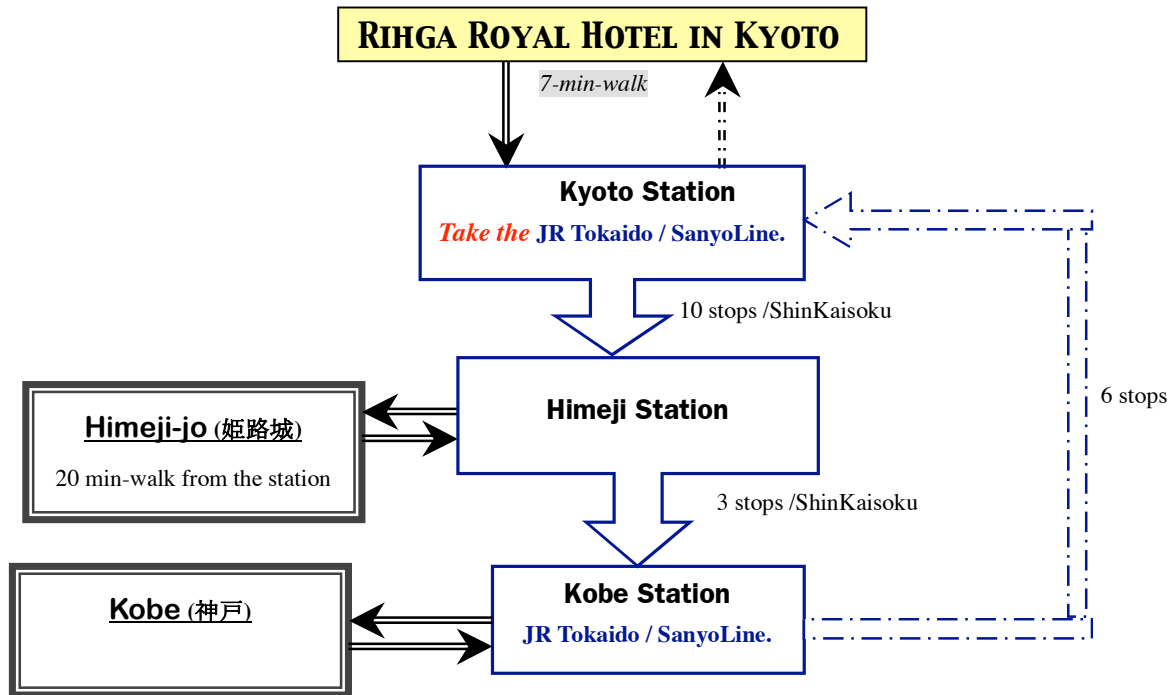 RIHGA ROYAL HOTEL IN KYOTO
7-min-walk
Kyoto Station
Take the JR Tokaido / SanyoLine.
10 stops /ShinKaisoku
Himeji Station
Himeji-jo (姫路城)
20 min-walk from the station
6 stops
3 stops /ShinKaisoku
Kobe Station
JR Tokaido / SanyoLine.
Kobe (神戸)